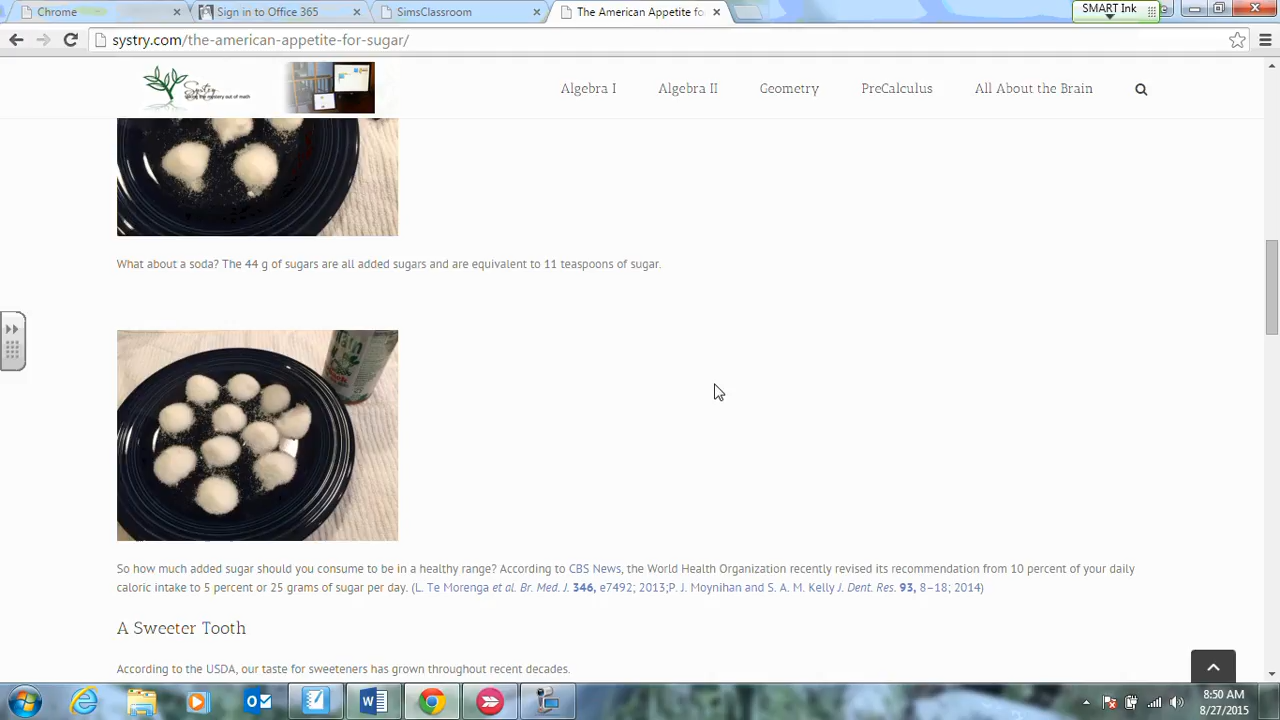 Chrome
Sign in to Office 365
SimsClassroom
The American Appetite fo
SMART Ink
systry.com/the-american-appetite-for-sugar/
Systry
Algebra I
Algebra II
Geometry
PreCalculus
All About the Brain
What about a soda? The 44 g of sugars are all added sugars and are equivalent to 11 teaspoons of sugar.
So how much added sugar should you consume to be in a healthy range? According to CBS News, the World Health Organization recently revised its recommendation from 10 percent of your daily
caloric intake to 5 percent or 25 grams of sugar per day. (L. Te Morenga et al. Br. Med. J. 346, e7492; 2013;P. J. Moynihan and S. A. M. Kelly J. Dent. Res. 93, 8–18; 2014)
A Sweeter Tooth
According to the USDA, our taste for sweeteners has grown throughout recent decades.
8:50 AM
8/27/2015